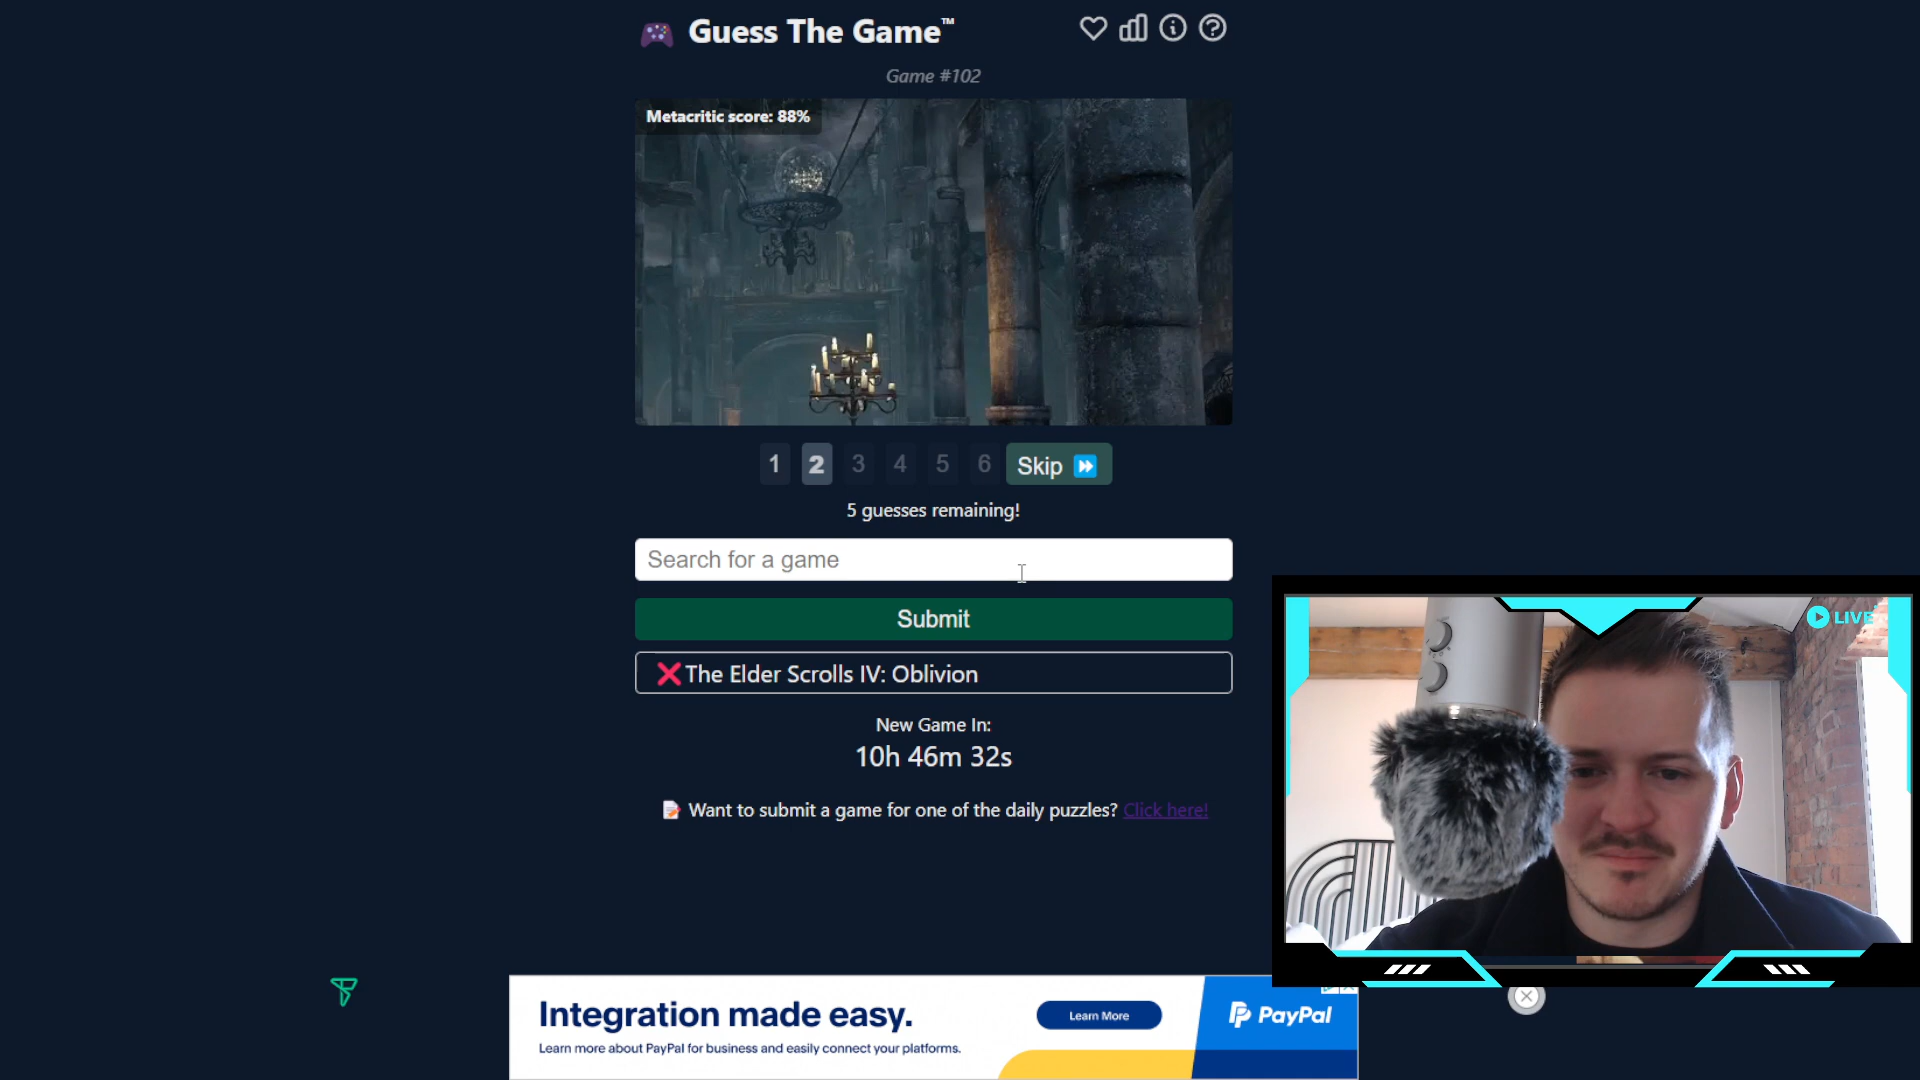 Guess The Game™
Game #102
Metacritic score: 88%
1 2 3 4 5 6 Skip
5 guesses remaining!
Search for a game
Submit
The Elder Scrolls IV: Oblivion
New Game In:
10h 46m 32s
Want to submit a game for one of the daily puzzles? Click here!
LIVE
Integration made easy.
Learn more about PayPal for business and easily connect your platforms.
Learn More
PayPal